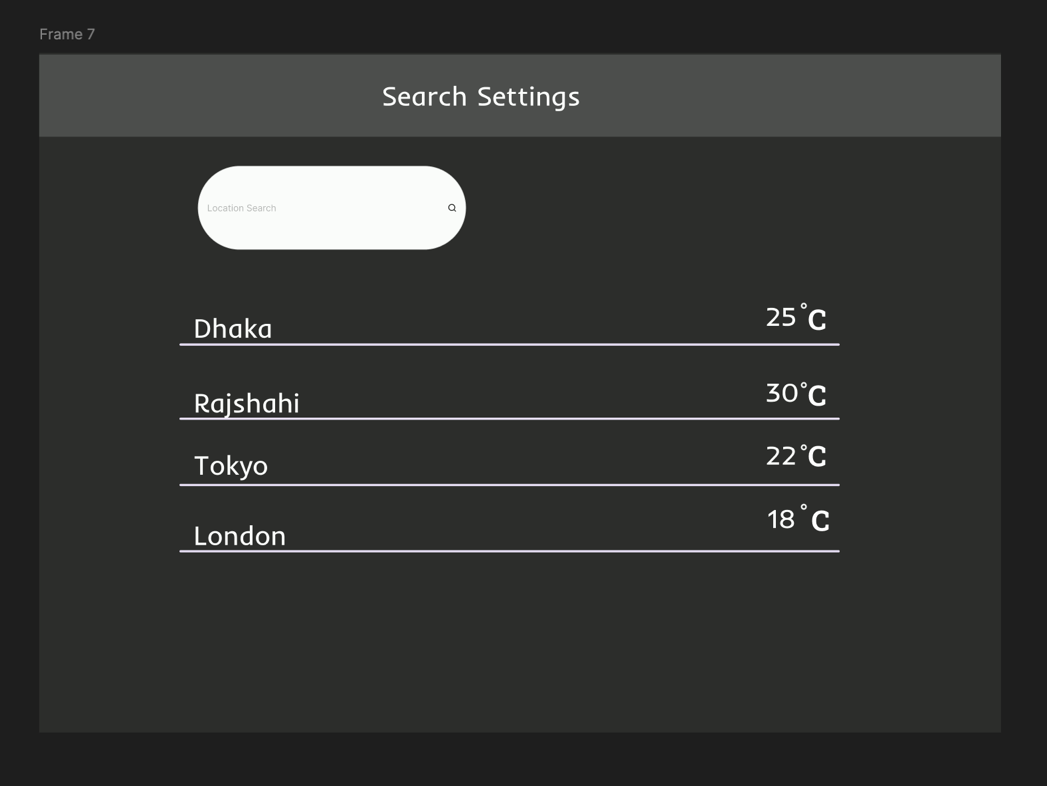 Frame 7
Search Settings
Location Search
Dhaka 25°C
Rajshahi 30°C
Tokyo 22°C
London 18°C